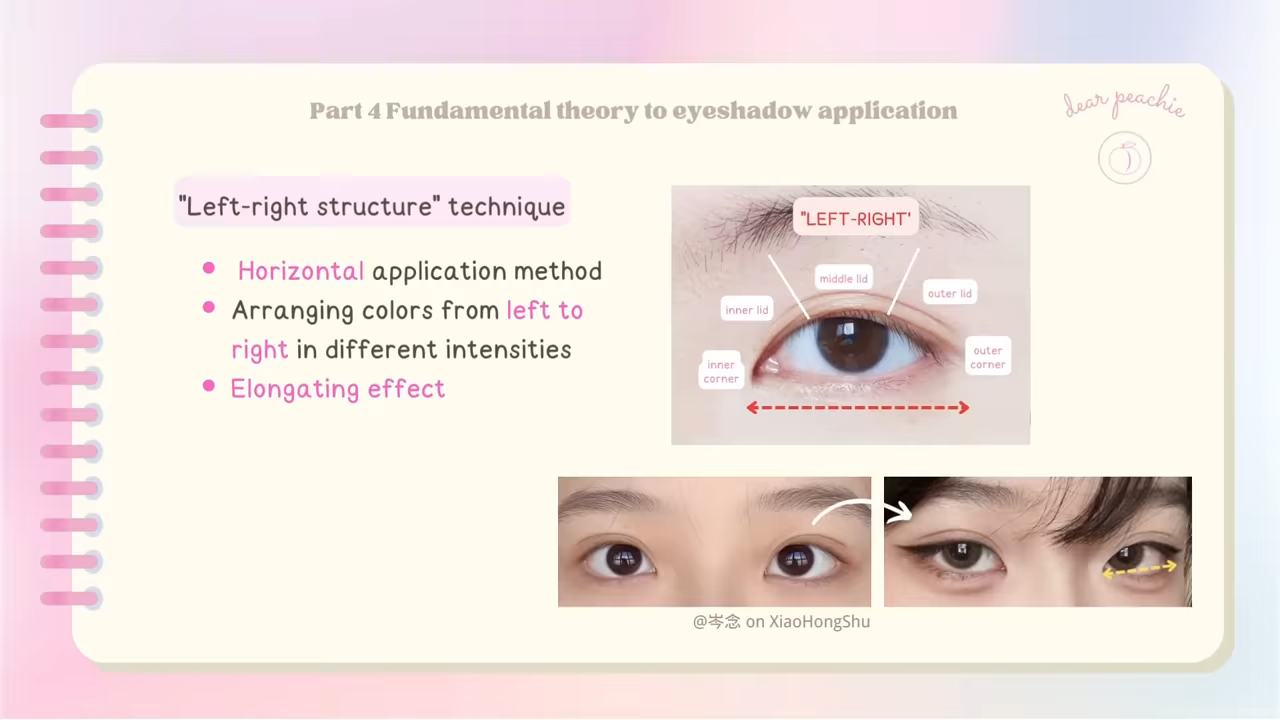 Part 4 Fundamental theory to eyeshadow application
dear peachie
"Left-right structure" technique
Horizontal application method
Arranging colors from left to
right in different intensities
Elongating effect
"LEFT-RIGHT'
middle lid
inner lid
outer lid
inner
corner
outer
corner
@岑念 on XiaoHongShu